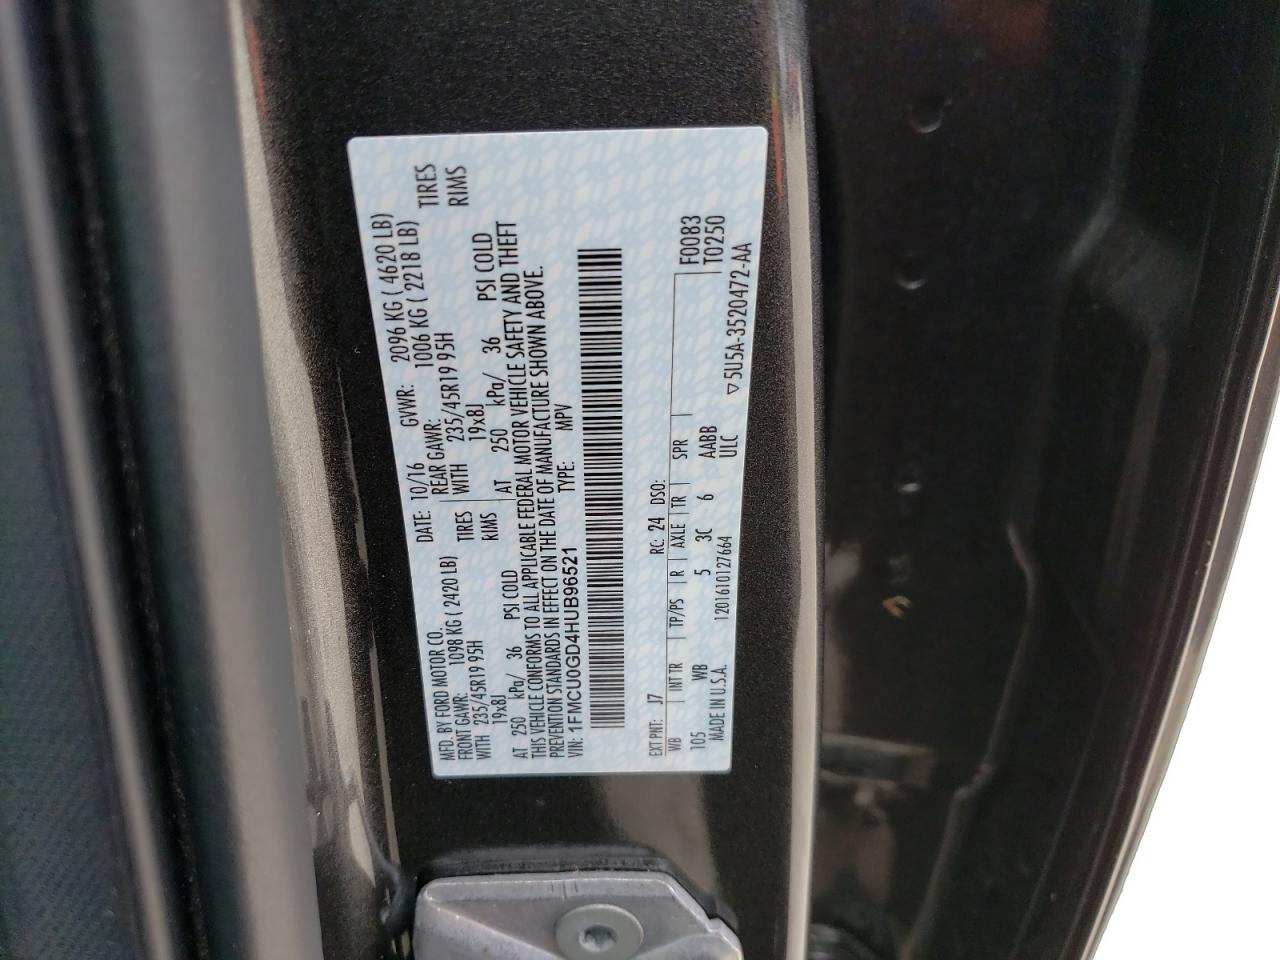 MFD. BY FORD MOTOR CO. DATE: 10/16 GVWR: 2096 KG ( 4620 LB)
FRONT GAWR: 1098 KG ( 2420 LB) REAR GAWR: 1006 KG ( 2218 LB)
WITH 235/45R19 95H TIRES WITH 235/45R19 95H TIRES
19x8J RIMS 19x8J RIMS
AT 250 kPa/ 36 PSI COLD AT 250 kPa/ 36 PSI COLD
THIS VEHICLE CONFORMS TO ALL APPLICABLE FEDERAL MOTOR VEHICLE SAFETY AND THEFT
PREVENTION STANDARDS IN EFFECT ON THE DATE OF MANUFACTURE SHOWN ABOVE.
VIN: 1FMCU0GD4HUB96521 TYPE: MPV
EXT PNT: J7 RC: 24 DSO: F0083
WB INT TR TP/PS R AXLE TR SPR T0250
105 WB 5 3C 6 AABB
MADE IN U.S.A. 1201610127664 ULC ▽5U5A-3520472-AA